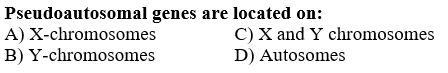 Pseudoautosomal genes are located on:
A) X-chromosomes C) X and Y chromosomes
B) Y-chromosomes D) Autosomes